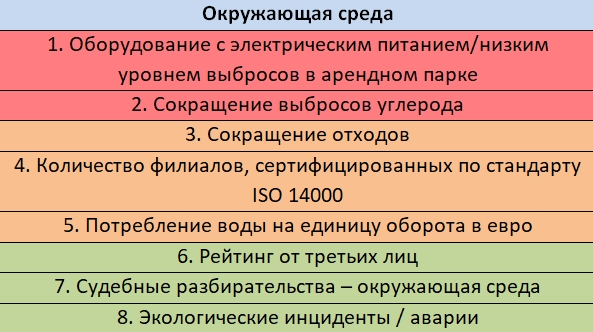 Окружающая среда
1. Оборудование с электрическим питанием/низким
уровнем выбросов в арендном парке
2. Сокращение выбросов углерода
3. Сокращение отходов
4. Количество филиалов, сертифицированных по стандарту
ISO 14000
5. Потребление воды на единицу оборота в евро
6. Рейтинг от третьих лиц
7. Судебные разбирательства – окружающая среда
8. Экологические инциденты / аварии